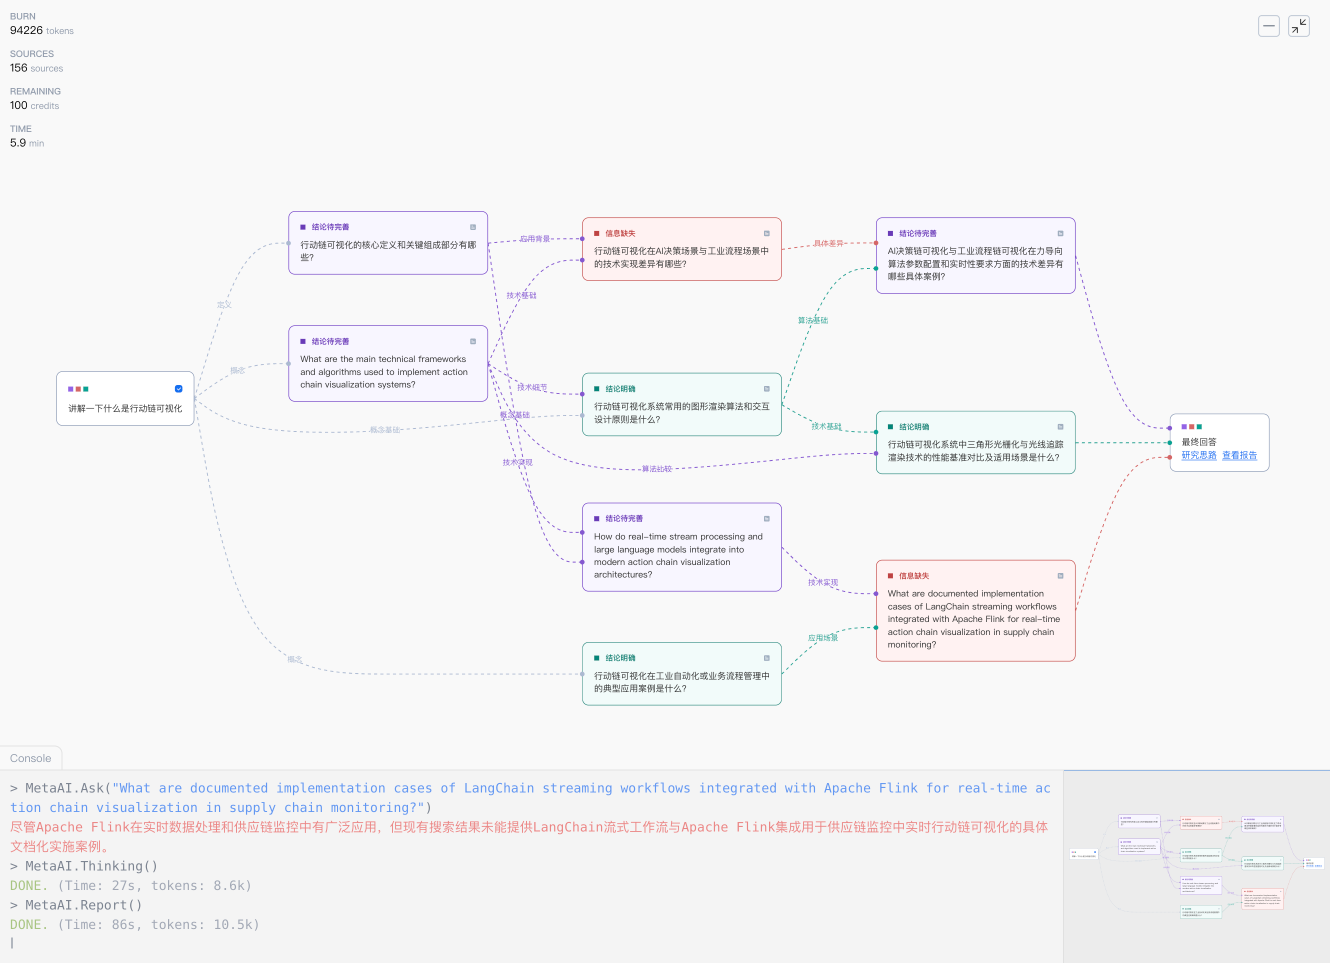 BURN
94226 tokens
SOURCES
156 sources
REMAINING
100 credits
TIME
5.9 min
讲解一下什么是行动链可视化
定义
概念
概念基础
概念
结论待完善
行动链可视化的核心定义和关键组成部分有哪
些?
结论待完善
What are the main technical frameworks
and algorithms used to implement action
chain visualization systems?
应用背景
技术基础
技术细节
概念基础
技术实现
算法比较
信息缺失
行动链可视化在AI决策场景与工业流程场景中
的技术实现差异有哪些?
结论明确
行动链可视化系统常用的图形渲染算法和交互
设计原则是什么?
结论待完善
How do real-time stream processing and
large language models integrate into
modern action chain visualization
architectures?
结论明确
行动链可视化在工业自动化或业务流程管理中
的典型应用案例是什么?
具体差异
算法基础
技术基础
技术实现
应用场景
结论待完善
AI决策链可视化与工业流程链可视化在力导向
算法参数配置和实时性要求方面的技术差异有
哪些具体案例?
结论明确
行动链可视化系统中三角形光栅化与光线追踪
渲染技术的性能基准对比及适用场景是什么?
信息缺失
What are documented implementation
cases of LangChain streaming workflows
integrated with Apache Flink for real-time
action chain visualization in supply chain
monitoring?
最终回答
研究思路 查看报告
Console
> MetaAI.Ask("What are documented implementation cases of LangChain streaming workflows integrated with Apache Flink for real-time ac
tion chain visualization in supply chain monitoring?")
尽管Apache Flink在实时数据处理和供应链监控中有广泛应用，但现有搜索结果未能提供LangChain流式工作流与Apache Flink集成用于供应链监控中实时行动链可视化的具体
文档化实施案例。
> MetaAI.Thinking()
DONE. (Time: 27s, tokens: 8.6k)
> MetaAI.Report()
DONE. (Time: 86s, tokens: 10.5k)